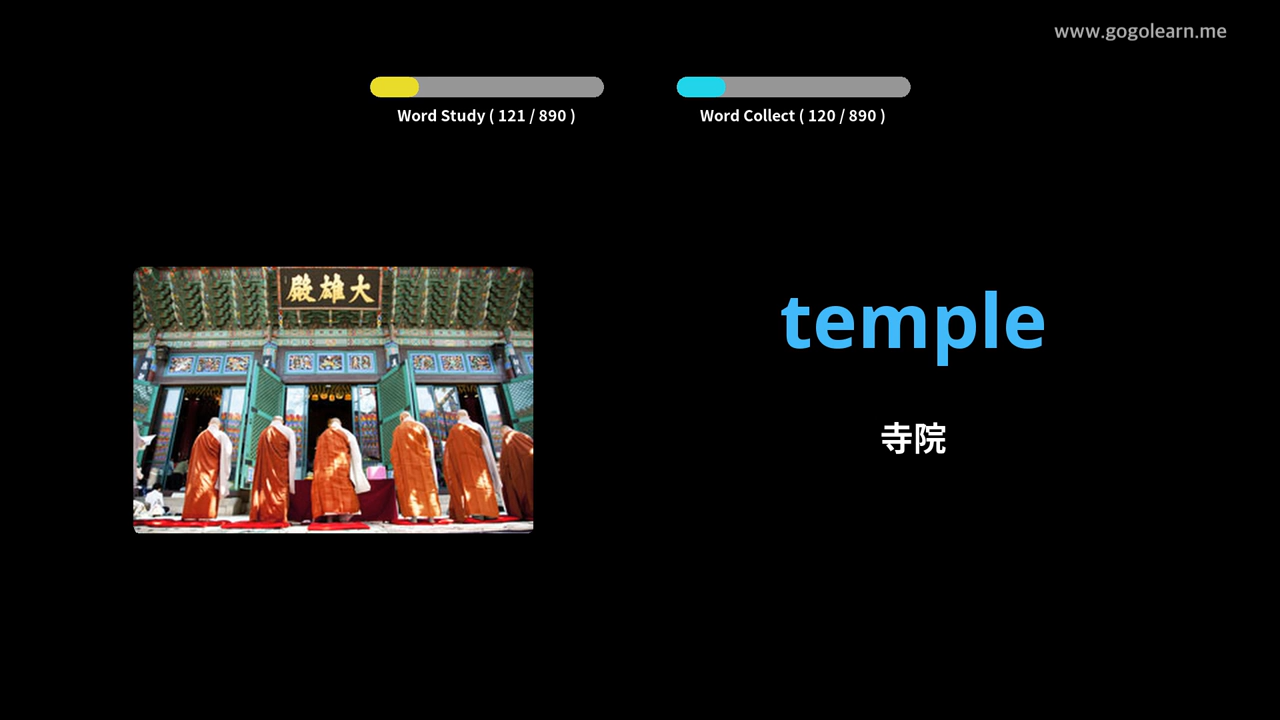 www.gogolearn.me
Word Study ( 121 / 890 )
Word Collect ( 120 / 890 )
殿雄大
temple
寺院